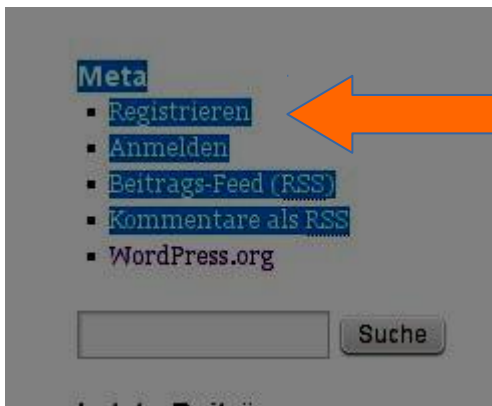 Meta
Registrieren
Anmelden
Beitrags-Feed (RSS)
Kommentare als RSS
WordPress.org
Suche